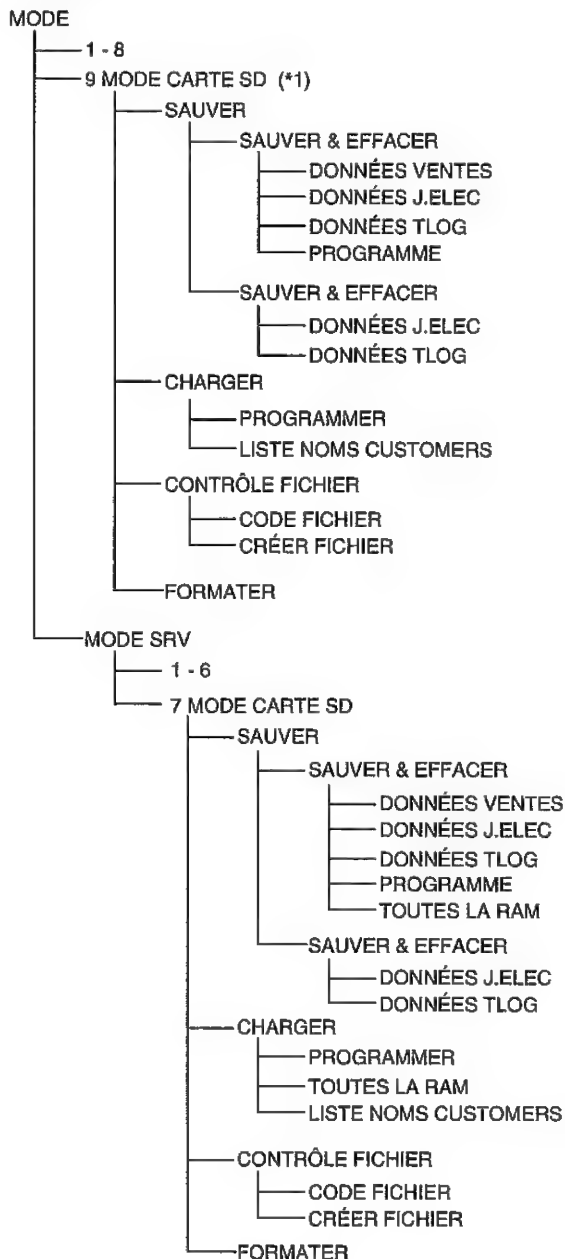 MODE
1 - 8
9 MODE CARTE SD (*1)
SAUVER
SAUVER & EFFACER
DONNÉES VENTES
DONNÉES J.ELEC
DONNÉES TLOG
PROGRAMME
SAUVER & EFFACER
DONNÉES J.ELEC
DONNÉES TLOG
CHARGER
PROGRAMMER
LISTE NOMS CUSTOMERS
CONTRÔLE FICHIER
CODE FICHIER
CRÉER FICHIER
FORMATER
MODE SRV
1 - 6
7 MODE CARTE SD
SAUVER
SAUVER & EFFACER
DONNÉES VENTES
DONNÉES J.ELEC
DONNÉES TLOG
PROGRAMME
TOUTES LA RAM
SAUVER & EFFACER
DONNÉES J.ELEC
DONNÉES TLOG
CHARGER
PROGRAMMER
TOUTES LA RAM
LISTE NOMS CUSTOMERS
CONTRÔLE FICHIER
CODE FICHIER
CRÉER FICHIER
FORMATER